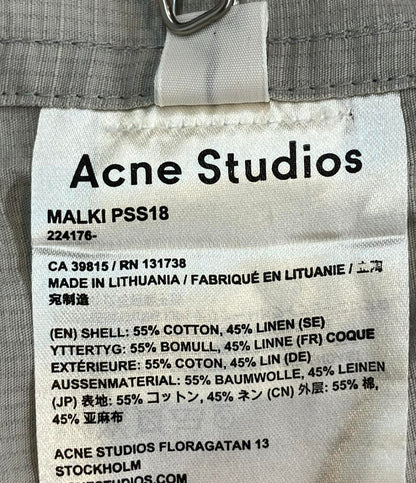 Acne Studios
MALKI PSS18
224176-
CA 39815 / RN 131738
MADE IN LITHUANIA / FABRIQUÉ EN LITUANIE / 立陶
宛制造
(EN) SHELL: 55% COTTON, 45% LINEN (SE)
YTTERTYG: 55% BOMULL, 45% LINNE (FR) COQUE
EXTÉRIEURE: 55% COTON, 45% LIN (DE)
AUSSENMATERIAL: 55% BAUMWOLLE, 45% LEINEN
(JP) 表地: 55% コットン, 45% ネン (CN) 外层: 55% 棉,
45% 亚麻布
ACNE STUDIOS FLORAGATAN 13
STOCKHOLM
ACNESTUDIOS.COM